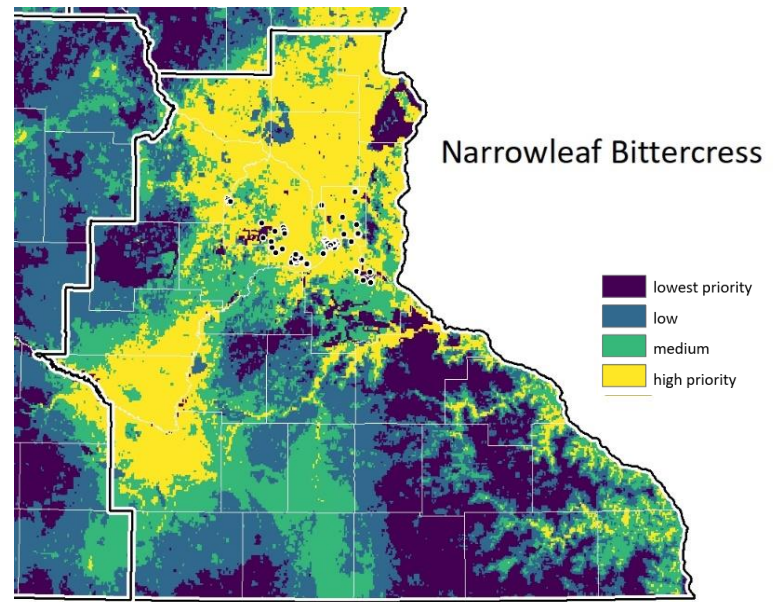 Narrowleaf Bittercress
lowest priority
low
medium
high priority